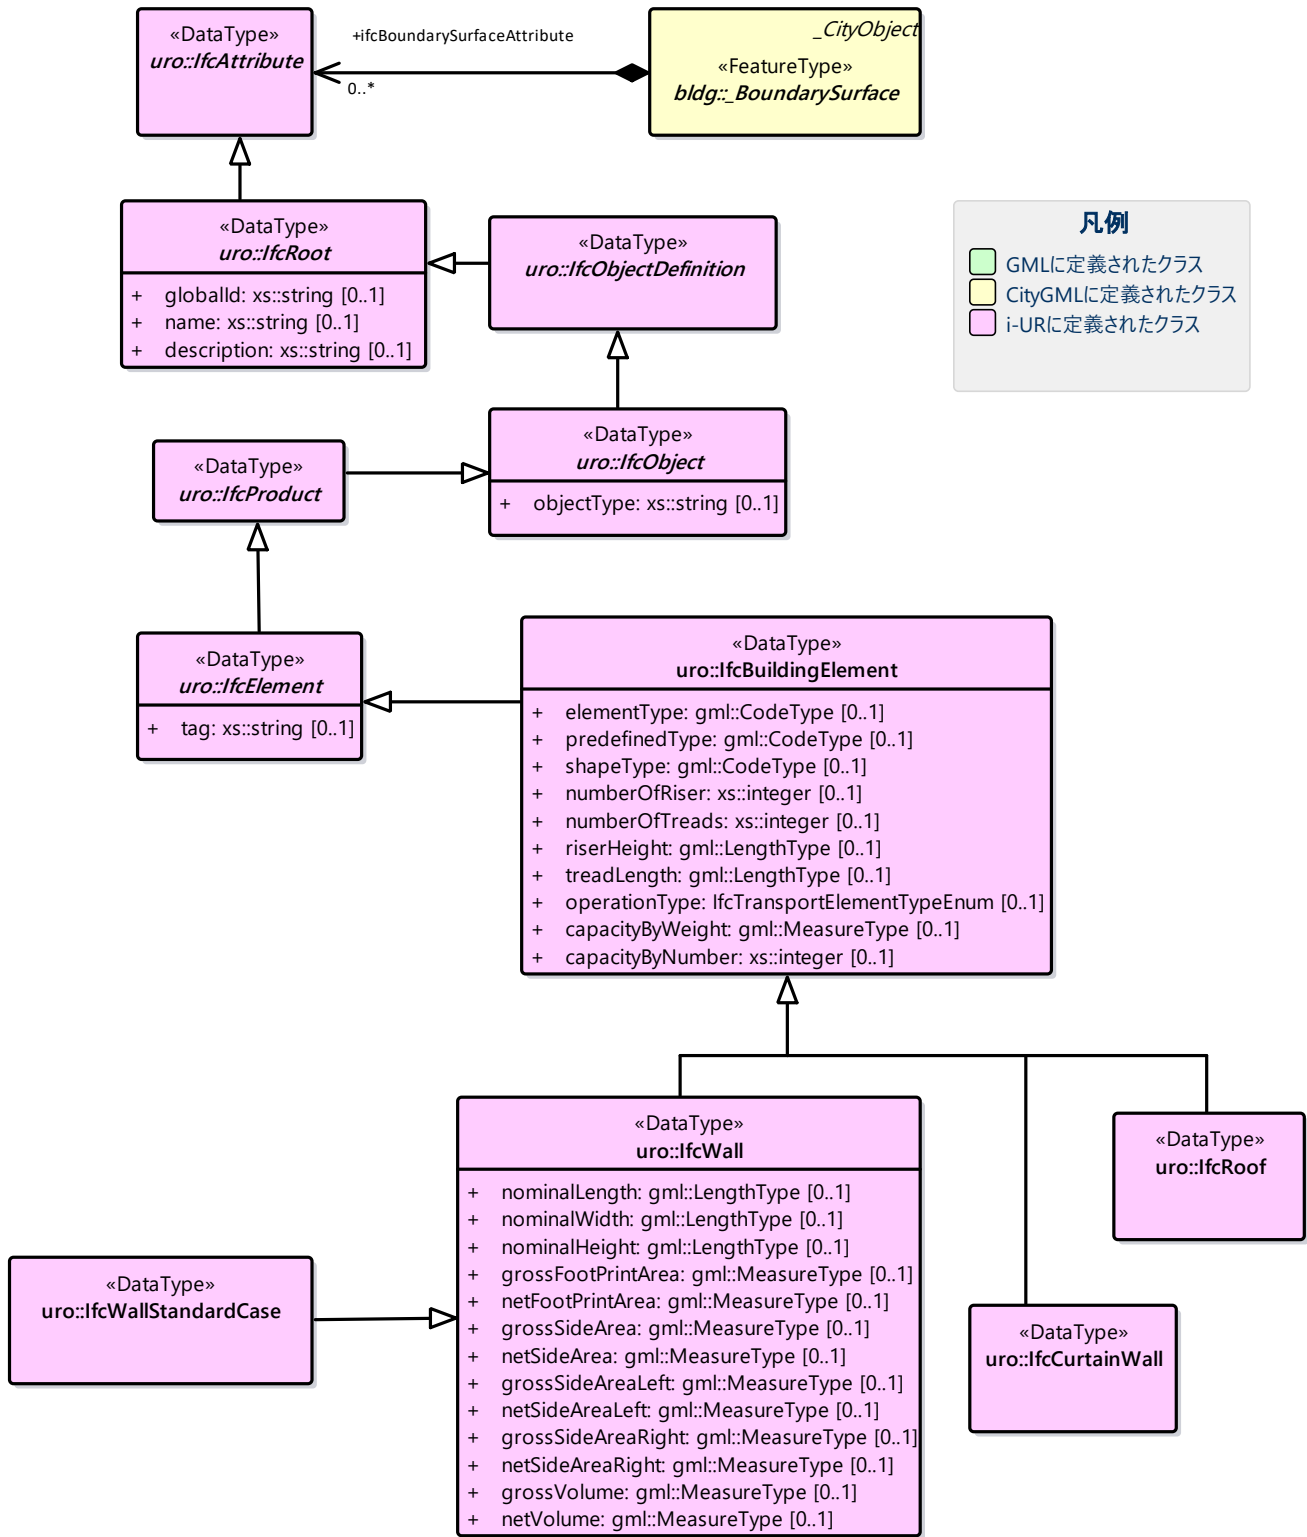 «DataType»
uro::IfcAttribute
+ifcBoundarySurfaceAttribute
0..*
_CityObject
«FeatureType»
bldg::_BoundarySurface
«DataType»
uro::IfcRoot
+ globalId: xs::string [0..1]
+ name: xs::string [0..1]
+ description: xs::string [0..1]
«DataType»
uro::IfcObjectDefinition
凡例
GMLに定義されたクラス
CityGMLに定義されたクラス
i-URに定義されたクラス
«DataType»
uro::IfcProduct
«DataType»
uro::IfcObject
+ objectType: xs::string [0..1]
«DataType»
uro::IfcElement
+ tag: xs::string [0..1]
«DataType»
uro::IfcBuildingElement
+ elementType: gml::CodeType [0..1]
+ predefinedType: gml::CodeType [0..1]
+ shapeType: gml::CodeType [0..1]
+ numberOfRiser: xs::integer [0..1]
+ numberOfTreads: xs::integer [0..1]
+ riserHeight: gml::LengthType [0..1]
+ treadLength: gml::LengthType [0..1]
+ operationType: IfcTransportElementTypeEnum [0..1]
+ capacityByWeight: gml::MeasureType [0..1]
+ capacityByNumber: xs::integer [0..1]
«DataType»
uro::IfcWall
+ nominalLength: gml::LengthType [0..1]
+ nominalWidth: gml::LengthType [0..1]
+ nominalHeight: gml::LengthType [0..1]
+ grossFootPrintArea: gml::MeasureType [0..1]
+ netFootPrintArea: gml::MeasureType [0..1]
+ grossSideArea: gml::MeasureType [0..1]
+ netSideArea: gml::MeasureType [0..1]
+ grossSideAreaLeft: gml::MeasureType [0..1]
+ netSideAreaLeft: gml::MeasureType [0..1]
+ grossSideAreaRight: gml::MeasureType [0..1]
+ netSideAreaRight: gml::MeasureType [0..1]
+ grossVolume: gml::MeasureType [0..1]
+ netVolume: gml::MeasureType [0..1]
«DataType»
uro::IfcRoof
«DataType»
uro::IfcWallStandardCase
«DataType»
uro::IfcCurtainWall